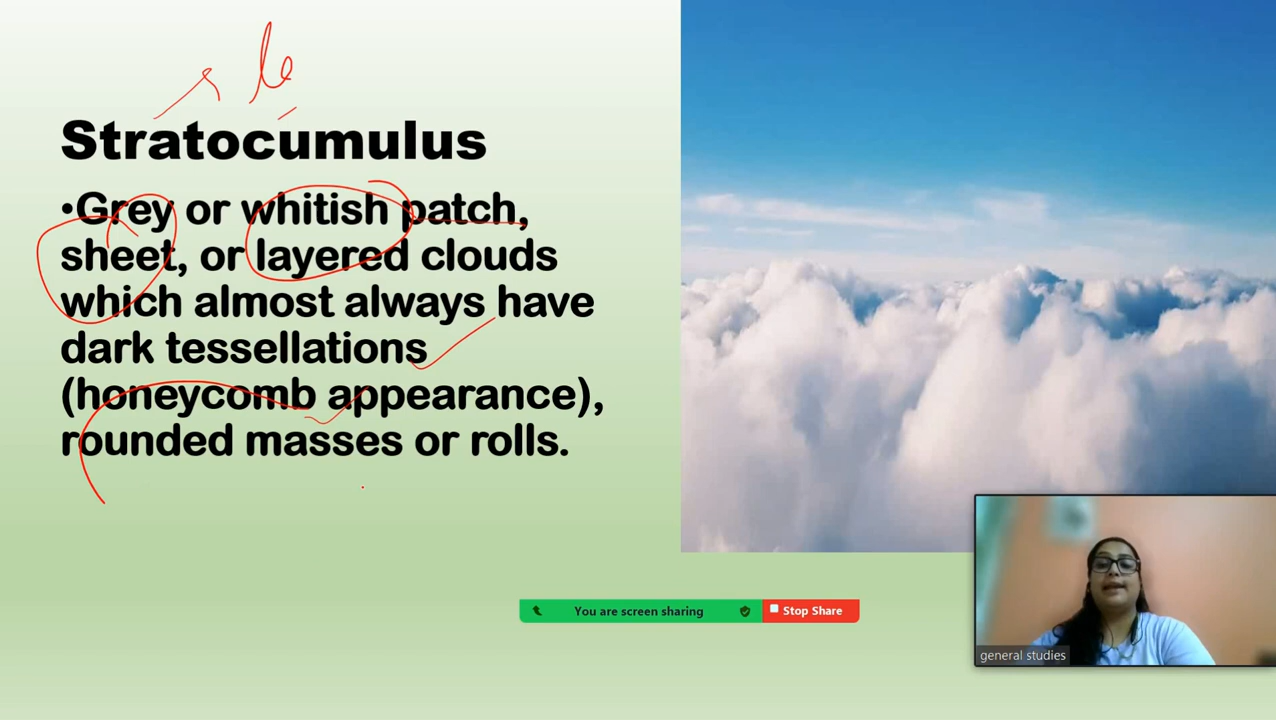 Stratocumulus
•Grey or whitish patch,
sheet, or layered clouds
which almost always have
dark tessellations
(honeycomb appearance),
rounded masses or rolls.
You are screen sharing
Stop Share
general studies